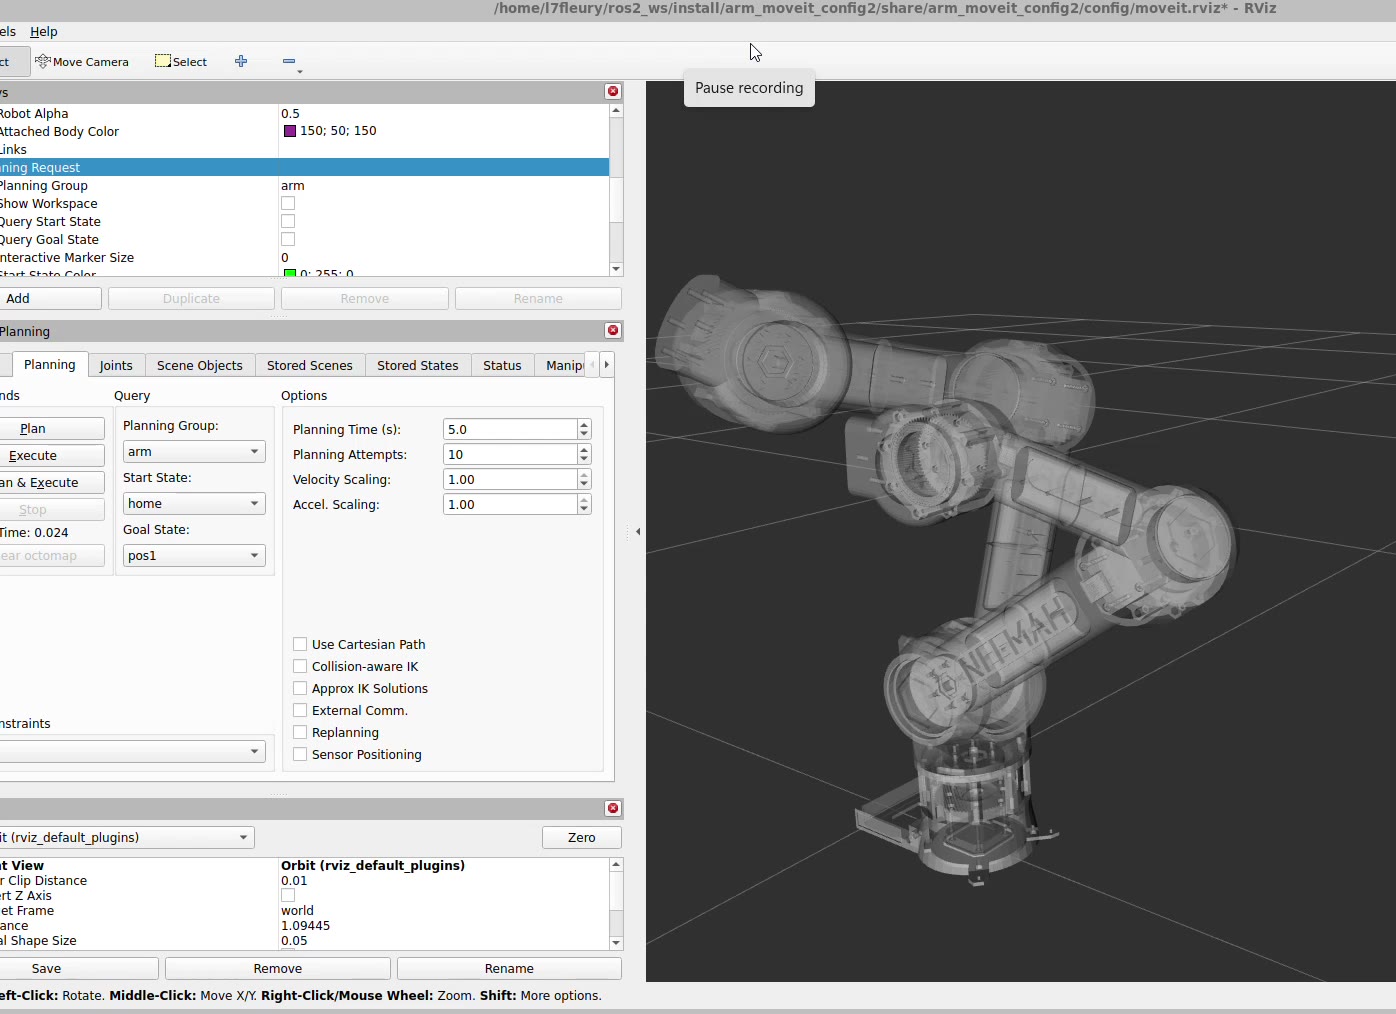 /home/l7fleury/ros2_ws/install/arm_moveit_config2/share/arm_moveit_config2/config/moveit.rviz* - RViz
els Help
ct Move Camera Select
Pause recording
ys
Robot Alpha 0.5
Attached Body Color 150; 50; 150
Links
ning Request
Planning Group arm
Show Workspace
Query Start State
Query Goal State
nteractive Marker Size 0
Start State Color 0; 255; 0
Add Duplicate Remove Rename
Planning
Planning Joints Scene Objects Stored Scenes Stored States Status Manipu
nds Query Options
Plan
Execute
an & Execute
Stop
Time: 0.024
ear octomap
Planning Group:
arm
Start State:
home
Goal State:
pos1
Planning Time (s): 5.0
Planning Attempts: 10
Velocity Scaling: 1.00
Accel. Scaling: 1.00
Use Cartesian Path
Collision-aware IK
Approx IK Solutions
External Comm.
Replanning
Sensor Positioning
nstraints
it (rviz_default_plugins) Zero
t View Orbit (rviz_default_plugins)
r Clip Distance 0.01
rt Z Axis
et Frame world
ance 1.09445
al Shape Size 0.05
Save Remove Rename
eft-Click: Rotate. Middle-Click: Move X/Y. Right-Click/Mouse Wheel: Zoom. Shift: More options.